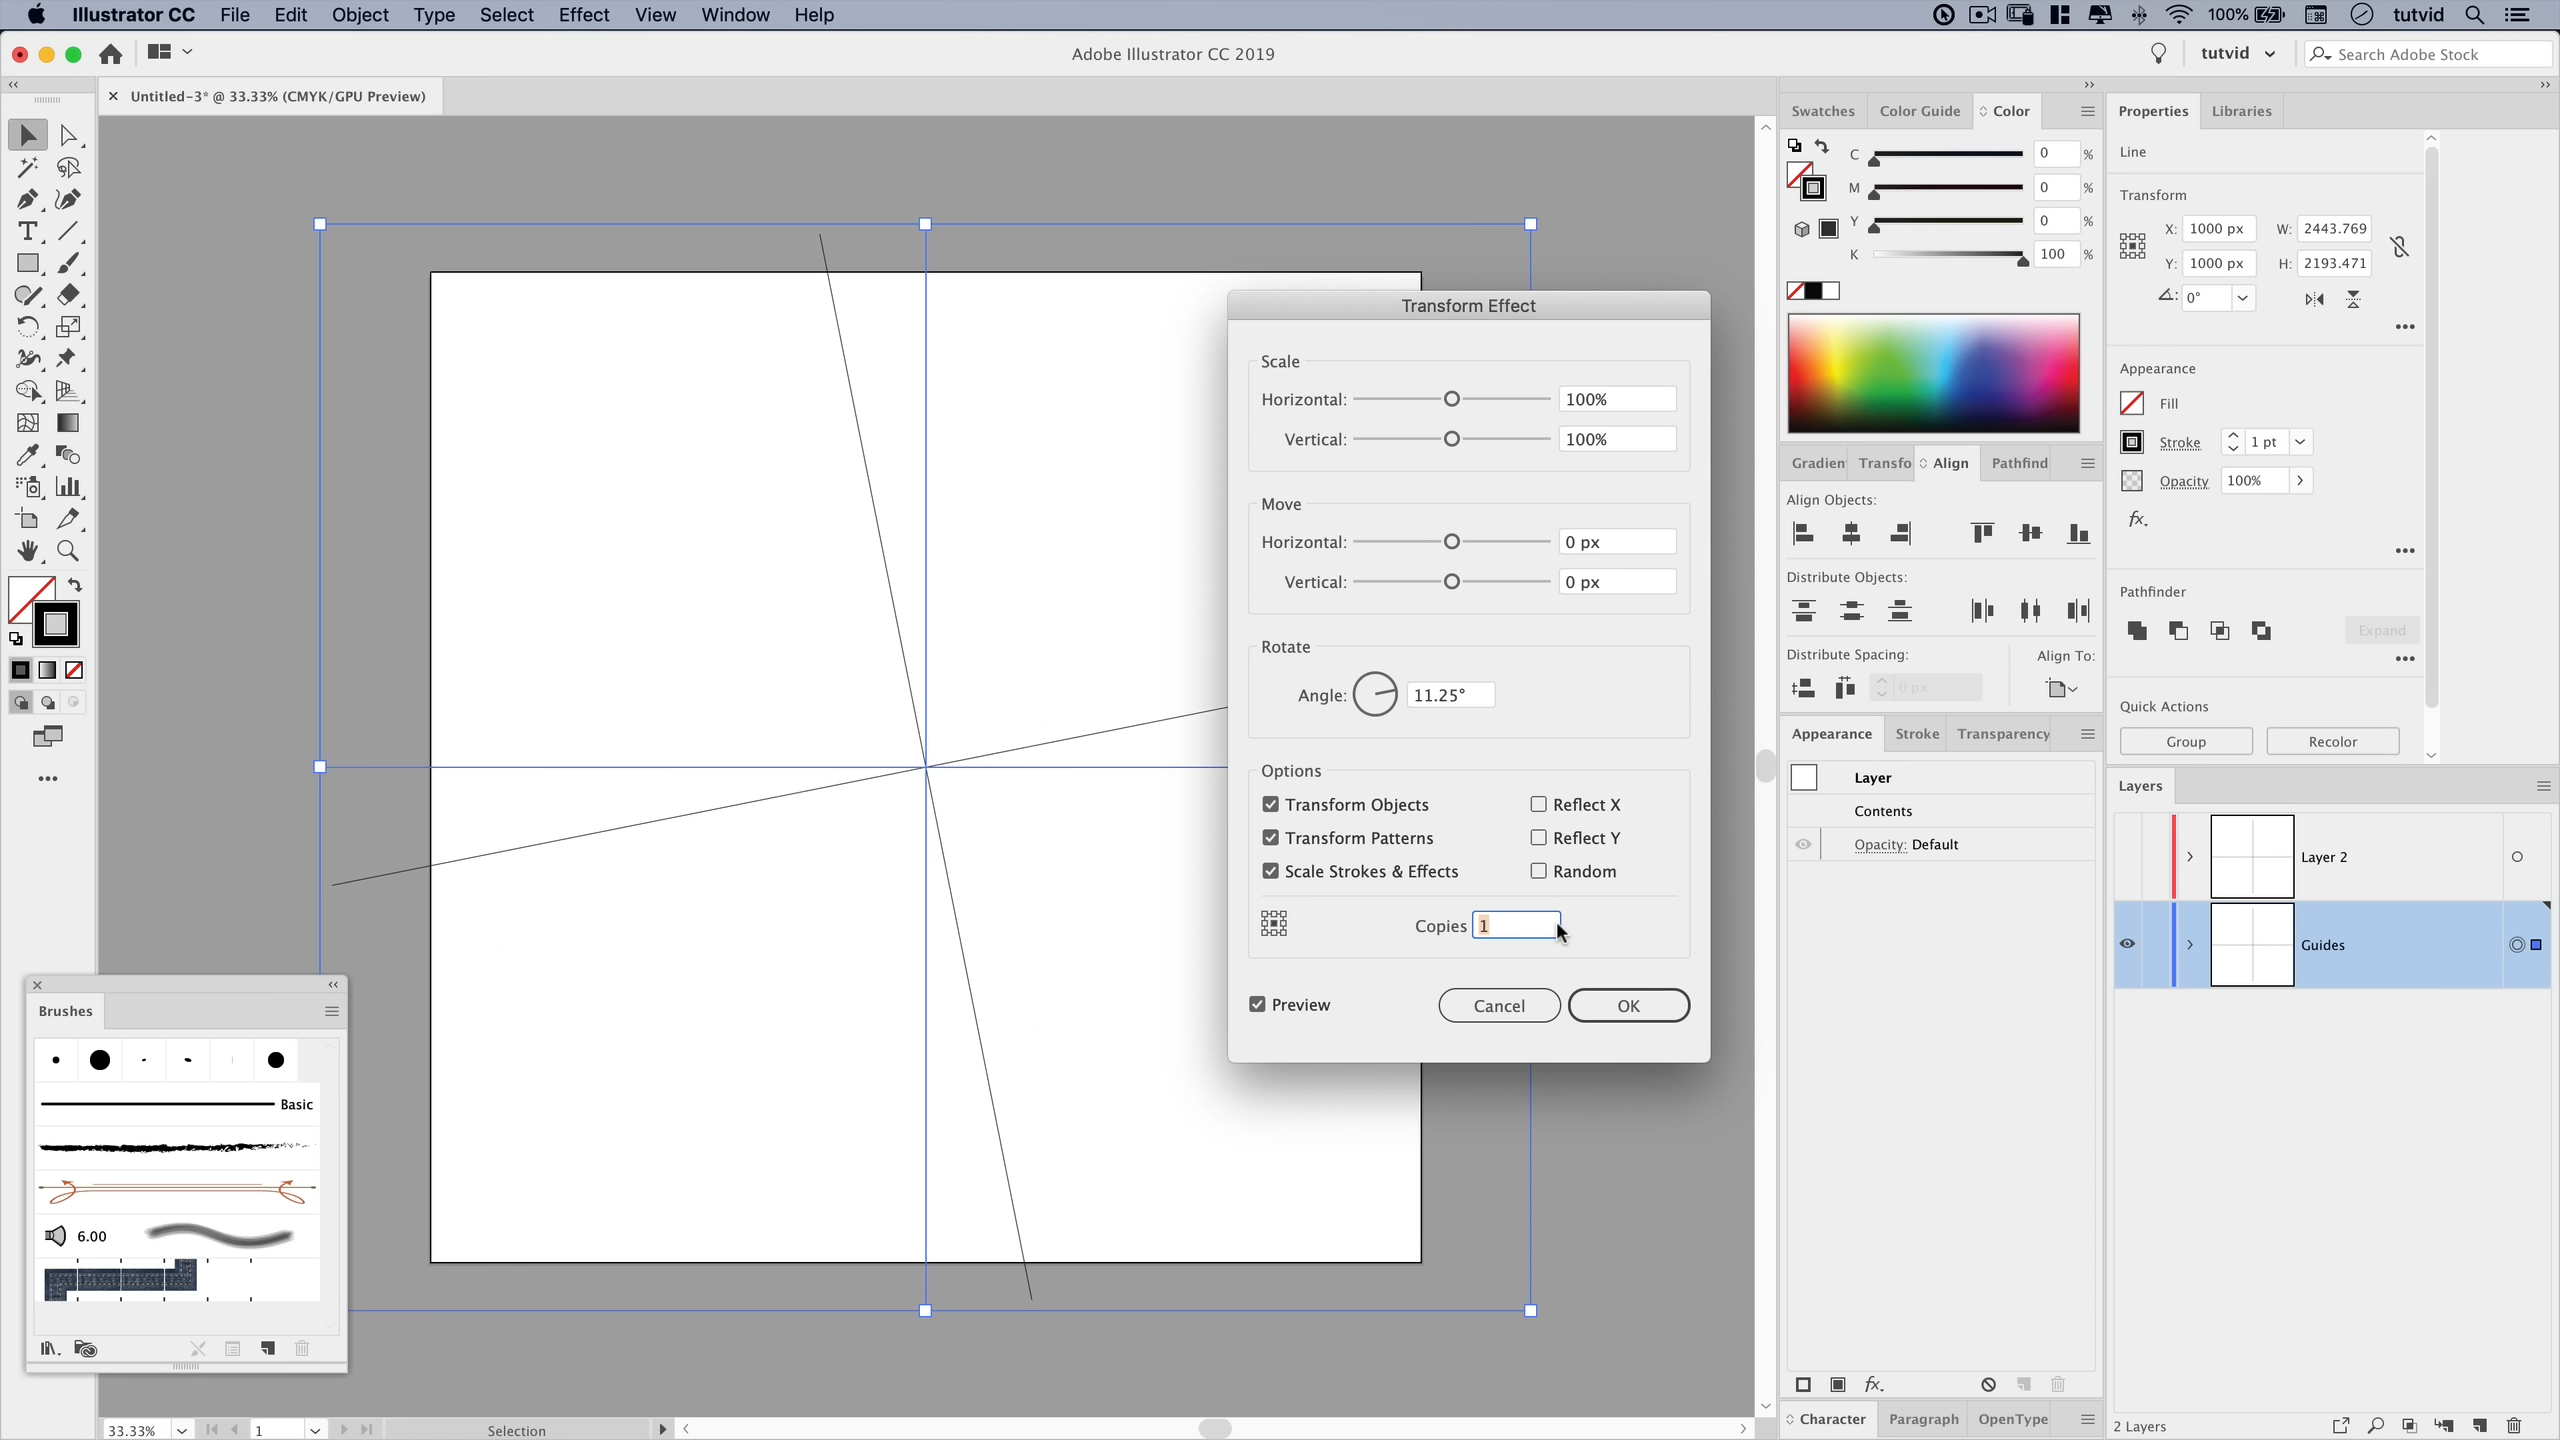 Illustrator CC File Edit Object Type Select Effect View Window Help
100% tutvid
Adobe Illustrator CC 2019
tutvid
Search Adobe Stock
Untitled-3* @ 33.33% (CMYK/GPU Preview)
Swatches Color Guide Color
C 0 %
M 0 %
Y 0 %
K 100 %
Gradien Transfo Align Pathfind
Align Objects:
Distribute Objects:
Distribute Spacing: Align To:
0 px
Appearance Stroke Transparency
Layer
Contents
Opacity: Default
Character Paragraph OpenType
Properties Libraries
Line
Transform
X: 1000 px W: 2443.769
Y: 1000 px H: 2193.471
0°
Appearance
Fill
Stroke 1 pt
Opacity 100%
fx.
Pathfinder
Expand
Quick Actions
Group Recolor
Layers
Layer 2
Guides
2 Layers
Transform Effect
Scale
Horizontal: 100%
Vertical: 100%
Move
Horizontal: 0 px
Vertical: 0 px
Rotate
Angle: 11.25°
Options
Transform Objects Reflect X
Transform Patterns Reflect Y
Scale Strokes & Effects Random
Copies 1
Preview Cancel OK
Brushes
Basic
6.00
fx.
33.33% 1 Selection